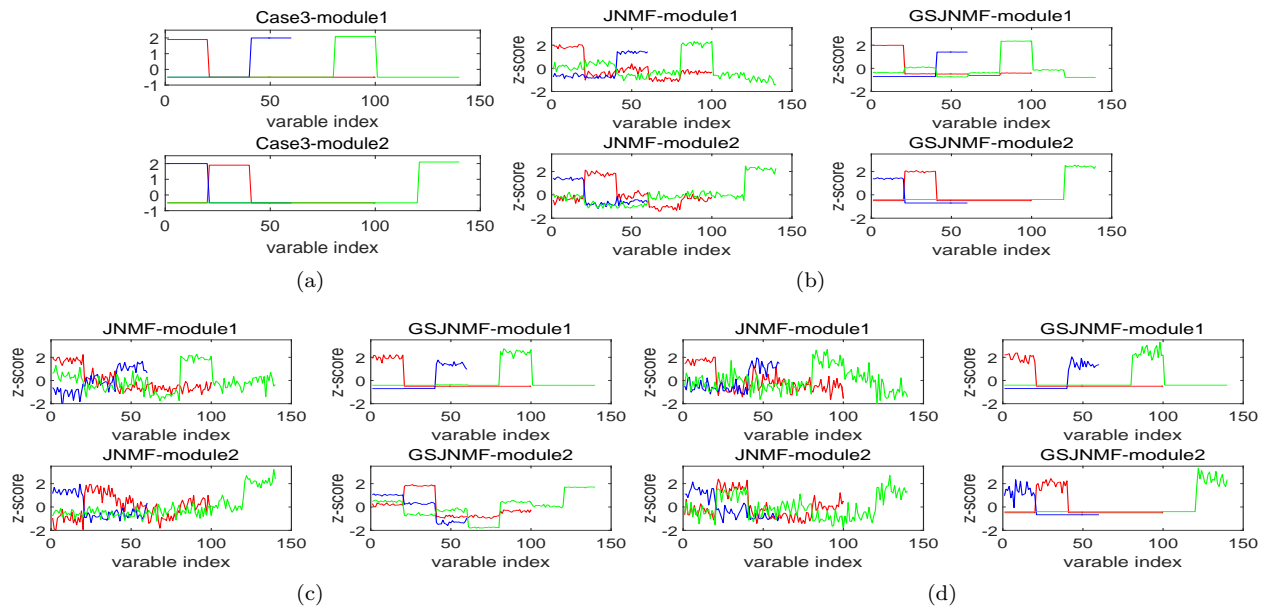 Case3-module1
2
0
-1
0
50
100
150
varable index
Case3-module2
2
0
-1
0
50
100
150
varable index
(a)
JNMF-module1
z-score
2
0
-2
0
50
100
150
varable index
GSJNMF-module1
z-score
2
0
-2
0
50
100
150
varable index
JNMF-module2
z-score
2
0
-2
0
50
100
150
varable index
GSJNMF-module2
z-score
2
0
-2
0
50
100
150
varable index
(b)
JNMF-module1
z-score
2
0
-2
0
50
100
150
varable index
GSJNMF-module1
z-score
2
0
-2
0
50
100
150
varable index
JNMF-module2
z-score
2
0
-2
0
50
100
150
varable index
GSJNMF-module2
z-score
2
0
-2
0
50
100
150
varable index
(c)
JNMF-module1
z-score
2
0
-2
0
50
100
150
varable index
GSJNMF-module1
z-score
2
0
-2
0
50
100
150
varable index
JNMF-module2
z-score
2
0
-2
0
50
100
150
varable index
GSJNMF-module2
z-score
2
0
-2
0
50
100
150
varable index
(d)